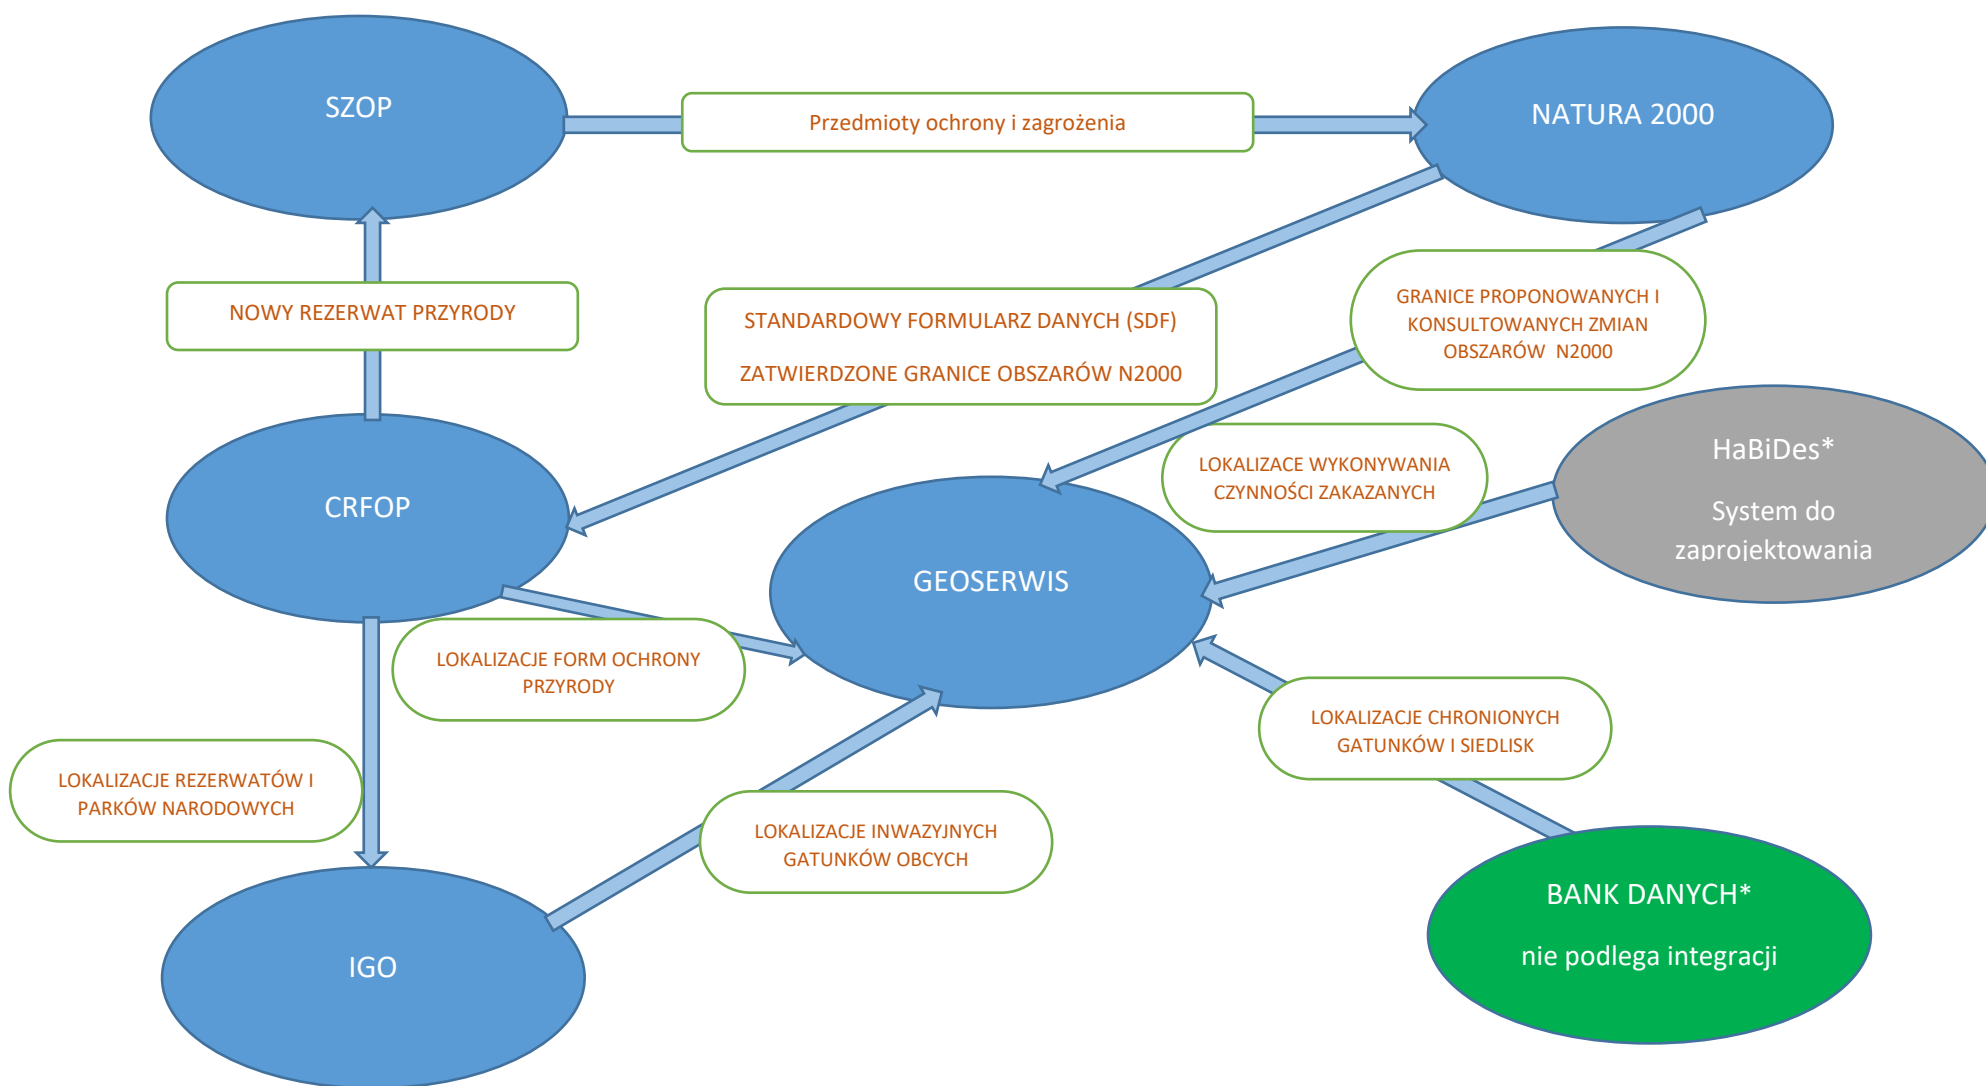 SZOP
Przedmioty ochrony i zagrożenia
NATURA 2000
NOWY REZERWAT PRZYRODY
STANDARDOWY FORMULARZ DANYCH (SDF)
ZATWIERDZONE GRANICE OBSZARÓW N2000
GRANICE PROPONOWANYCH I
KONSULTOWANYCH ZMIAN
OBSZARÓW N2000
CRFOP
LOKALIZACE WYKONYWANIA
CZYNNOŚCI ZAKAZANYCH
HaBiDes*
System do
zaprojektowania
GEOSERWIS
LOKALIZACJE FORM OCHRONY
PRZYRODY
LOKALIZACJE CHRONIONYCH
GATUNKÓW I SIEDLISK
LOKALIZACJE REZERWATÓW I
PARKÓW NARODOWYCH
LOKALIZACJE INWAZYJNYCH
GATUNKÓW OBCYCH
IGO
BANK DANYCH*
nie podlega integracji